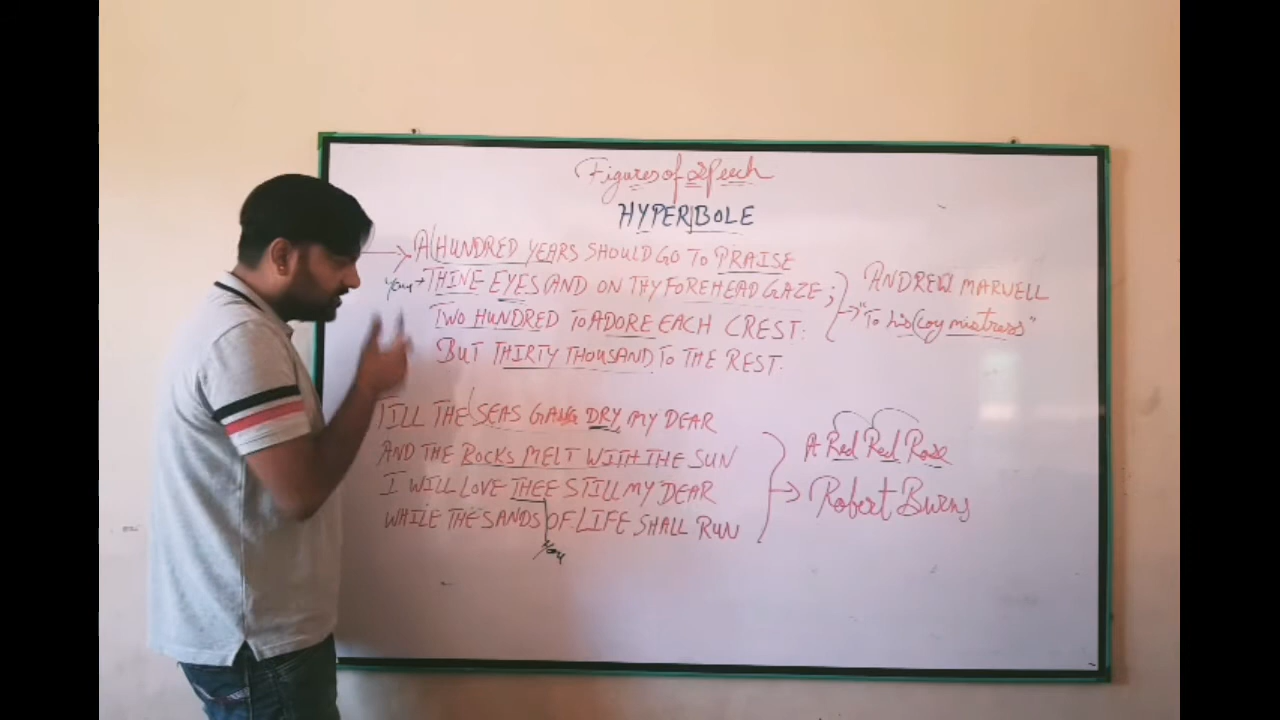 Figures of Speech
HYPERBOLE
A HUNDRED YEARS SHOULD GO TO PRAISE
your THINE EYES AND ON THY FOREHEAD GAZE;
TWO HUNDRED TO ADORE EACH CREST:
BUT THIRTY THOUSAND TO THE REST.
ANDREW MARVELL
"To his Coy mistress"
TILL THE SEAS GANG DRY, MY DEAR
AND THE ROCKS MELT WITH THE SUN
I WILL LOVE THEE STILL MY DEAR
WHILE THE SANDS OF LIFE SHALL RUN
you
A Red Red Rose
Robert Burns